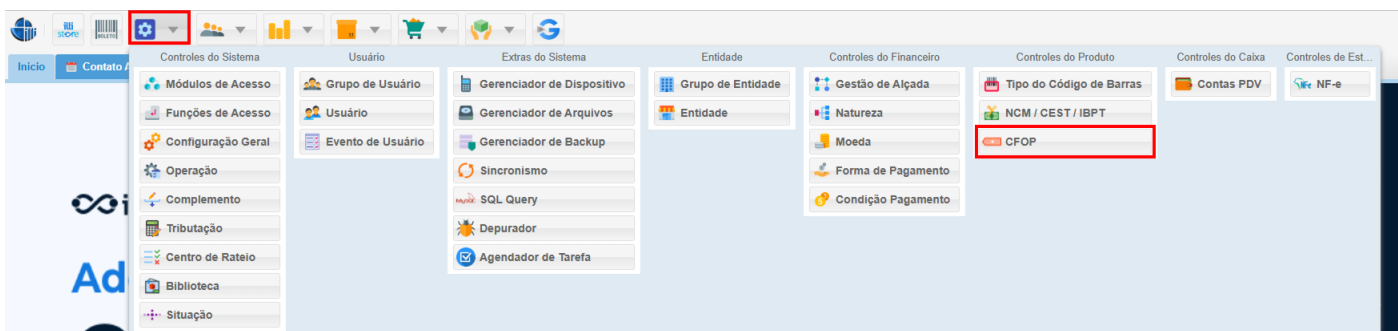 illi
illi store BOLETO
Inicio Contato A
Controles do Sistema
Módulos de Acesso
Funções de Acesso
Configuração Geral
Operação
Complemento
Tributação
Centro de Rateio
Biblioteca
Situação
Usuário
Grupo de Usuário
Usuário
Evento de Usuário
Extras do Sistema
Gerenciador de Dispositivo
Gerenciador de Arquivos
Gerenciador de Backup
Sincronismo
SQL Query
Depurador
Agendador de Tarefa
Entidade
Grupo de Entidade
Entidade
Controles do Financeiro
Gestão de Alçada
Natureza
Moeda
Forma de Pagamento
Condição Pagamento
Controles do Produto
Tipo do Código de Barras
NCM / CEST / IBPT
CFOP
Controles do Caixa
Contas PDV
Controles de Est...
NF-e
i
Ad